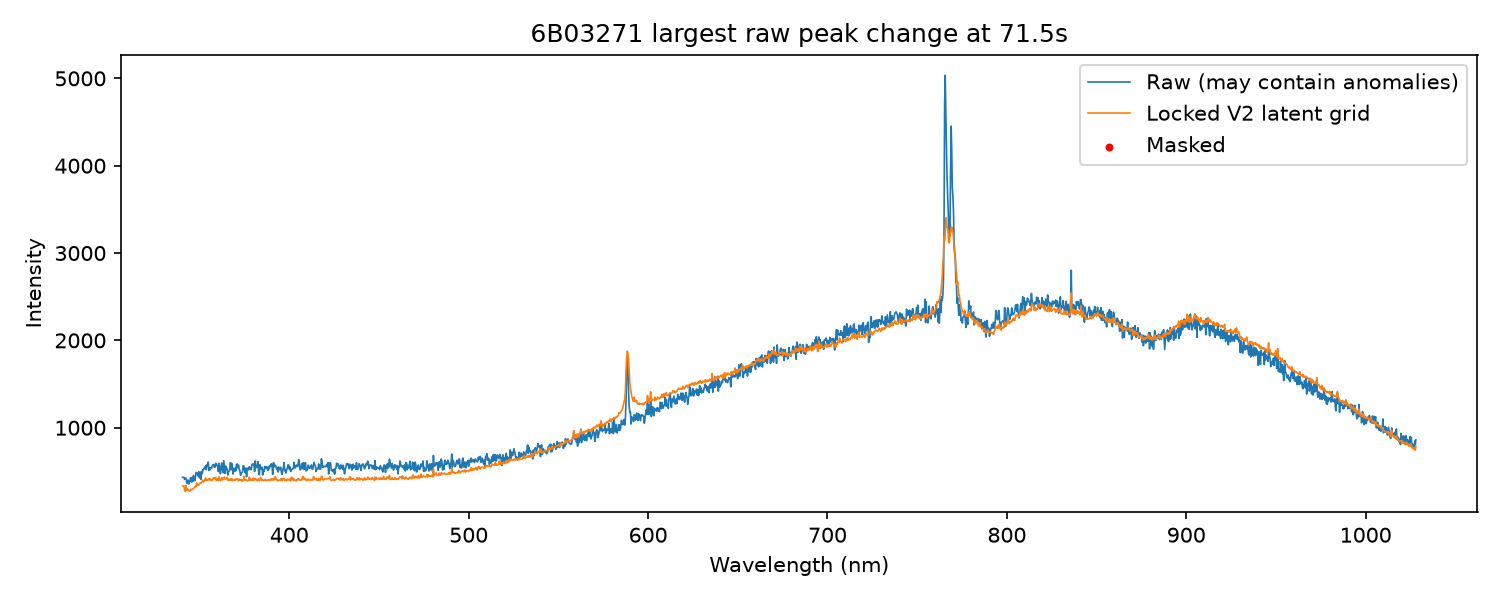 6B03271 largest raw peak change at 71.5s
Raw (may contain anomalies)
Locked V2 latent grid
Masked
Intensity
5000
4000
3000
2000
1000
400 500 600 700 800 900 1000
Wavelength (nm)